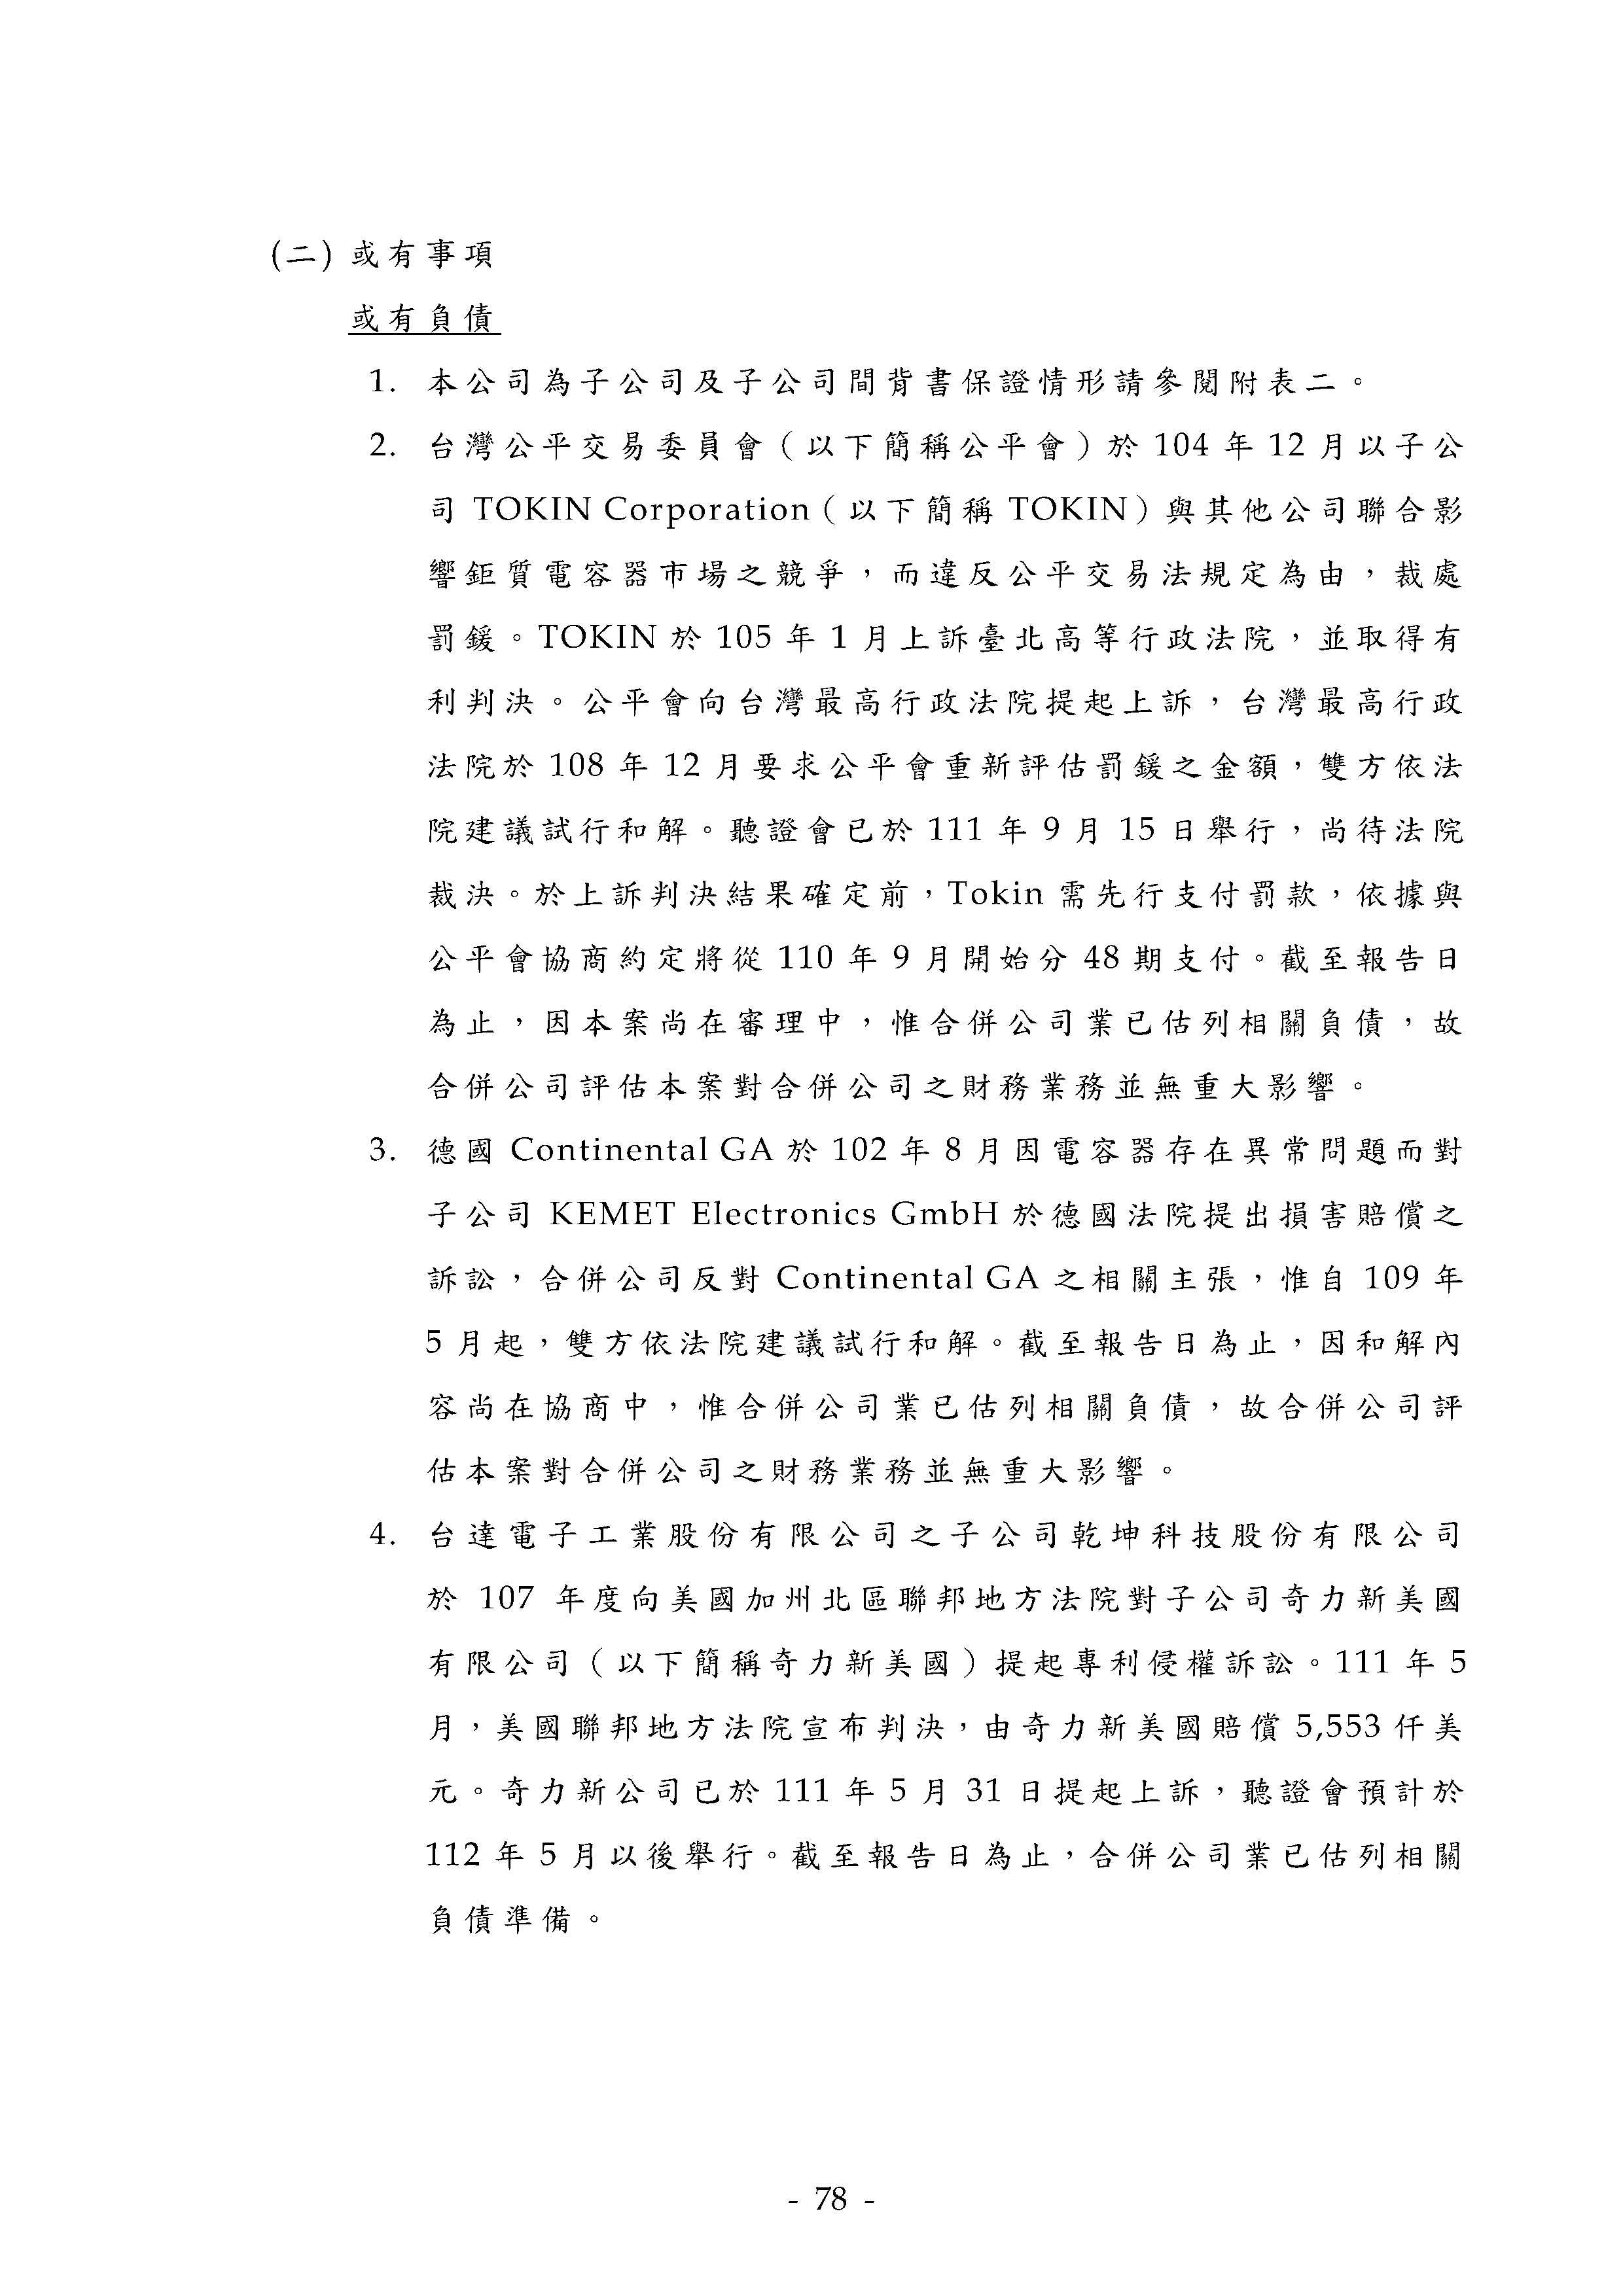 (二) 或有事項
或有負債
1. 本公司為子公司及子公司間背書保證情形請參閱附表二。
2. 台灣公平交易委員會（以下簡稱公平會）於 104 年 12 月以子公
司 TOKIN Corporation（以下簡稱 TOKIN）與其他公司聯合影
響鉅質電容器市場之競爭，而違反公平交易法規定為由，裁處
罰鍰。TOKIN 於 105 年 1 月上訴臺北高等行政法院，並取得有
利判決。公平會向台灣最高行政法院提起上訴，台灣最高行政
法院於 108 年 12 月要求公平會重新評估罰鍰之金額，雙方依法
院建議試行和解。聽證會已於 111 年 9 月 15 日舉行，尚待法院
裁決。於上訴判決結果確定前，Tokin 需先行支付罰款，依據與
公平會協商約定將從 110 年 9 月開始分 48 期支付。截至報告日
為止，因本案尚在審理中，惟合併公司業已估列相關負債，故
合併公司評估本案對合併公司之財務業務並無重大影響。
3. 德國 Continental GA 於 102 年 8 月因電容器存在異常問題而對
子公司 KEMET Electronics GmbH 於德國法院提出損害賠償之
訴訟，合併公司反對 Continental GA 之相關主張，惟自 109 年
5 月起，雙方依法院建議試行和解。截至報告日為止，因和解內
容尚在協商中，惟合併公司業已估列相關負債，故合併公司評
估本案對合併公司之財務業務並無重大影響。
4. 台達電子工業股份有限公司之子公司乾坤科技股份有限公司
於 107 年度向美國加州北區聯邦地方法院對子公司奇力新美國
有限公司（以下簡稱奇力新美國）提起專利侵權訴訟。111 年 5
月，美國聯邦地方法院宣布判決，由奇力新美國賠償 5,553 仟美
元。奇力新公司已於 111 年 5 月 31 日提起上訴，聽證會預計於
112 年 5 月以後舉行。截至報告日為止，合併公司業已估列相關
負債準備。
- 78 -